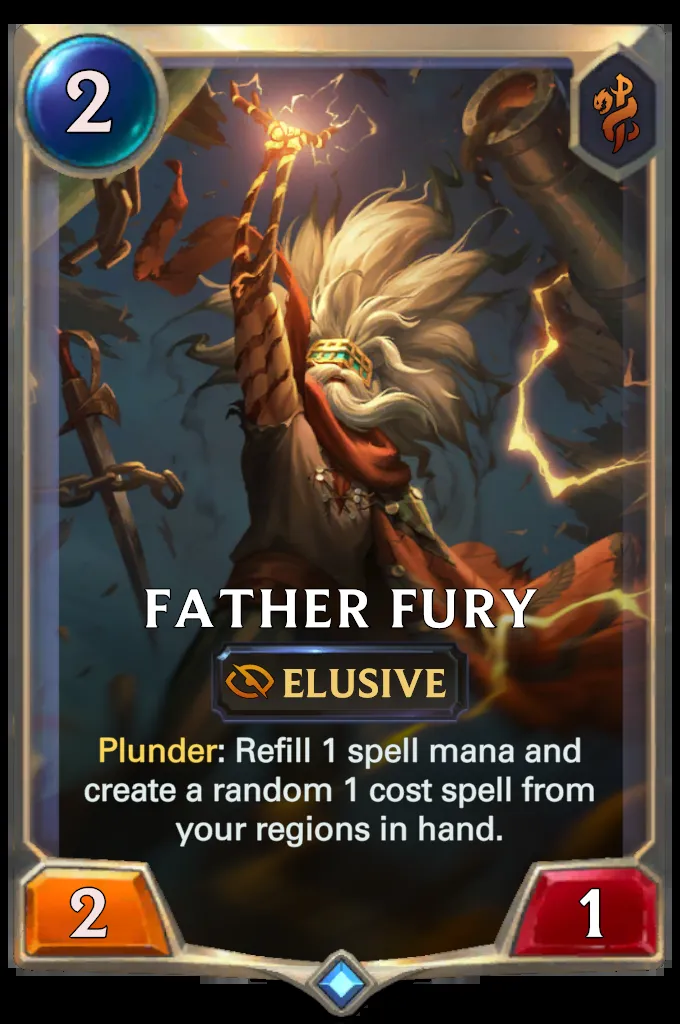 2
FATHER FURY
ELUSIVE
Plunder: Refill 1 spell mana and
create a random 1 cost spell from
your regions in hand.
2
1